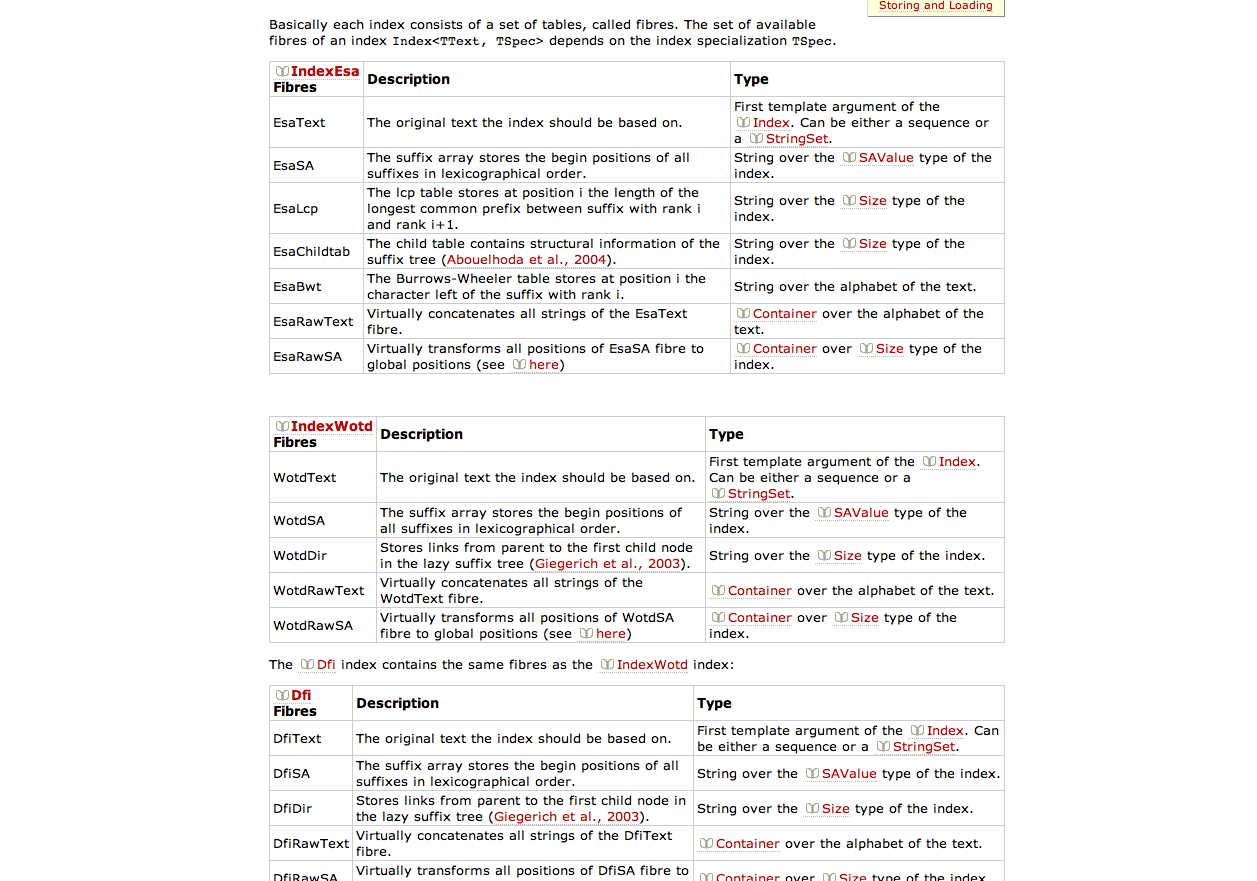 Storing and Loading
Basically each index consists of a set of tables, called fibres. The set of available
fibres of an index Index<TText, TSpec> depends on the index specialization TSpec.
IndexEsa
Fibres
Description
Type
EsaText
The original text the index should be based on.
First template argument of the
Index. Can be either a sequence or
a StringSet.
EsaSA
The suffix array stores the begin positions of all
suffixes in lexicographical order.
String over the SAValue type of the
index.
EsaLcp
The lcp table stores at position i the length of the
longest common prefix between suffix with rank i
and rank i+1.
String over the Size type of the
index.
EsaChildtab
The child table contains structural information of the
suffix tree (Abouelhoda et al., 2004).
String over the Size type of the
index.
EsaBwt
The Burrows-Wheeler table stores at position i the
character left of the suffix with rank i.
String over the alphabet of the text.
EsaRawText
Virtually concatenates all strings of the EsaText
fibre.
Container over the alphabet of the
text.
EsaRawSA
Virtually transforms all positions of EsaSA fibre to
global positions (see here)
Container over Size type of the
index.
IndexWotd
Fibres
Description
Type
WotdText
The original text the index should be based on.
First template argument of the Index.
Can be either a sequence or a
StringSet.
WotdSA
The suffix array stores the begin positions of
all suffixes in lexicographical order.
String over the SAValue type of the
index.
WotdDir
Stores links from parent to the first child node
in the lazy suffix tree (Giegerich et al., 2003).
String over the Size type of the index.
WotdRawText
Virtually concatenates all strings of the
WotdText fibre.
Container over the alphabet of the text.
WotdRawSA
Virtually transforms all positions of WotdSA
fibre to global positions (see here)
Container over Size type of the
index.
The Dfi index contains the same fibres as the IndexWotd index:
Dfi
Fibres
Description
Type
DfiText
The original text the index should be based on.
First template argument of the Index. Can
be either a sequence or a StringSet.
DfiSA
The suffix array stores the begin positions of all
suffixes in lexicographical order.
String over the SAValue type of the index.
DfiDir
Stores links from parent to the first child node in
the lazy suffix tree (Giegerich et al., 2003).
String over the Size type of the index.
DfiRawText
Virtually concatenates all strings of the DfiText
fibre.
Container over the alphabet of the text.
DfiRawSA
Virtually transforms all positions of DfiSA fibre to
Container over Size type of the index.